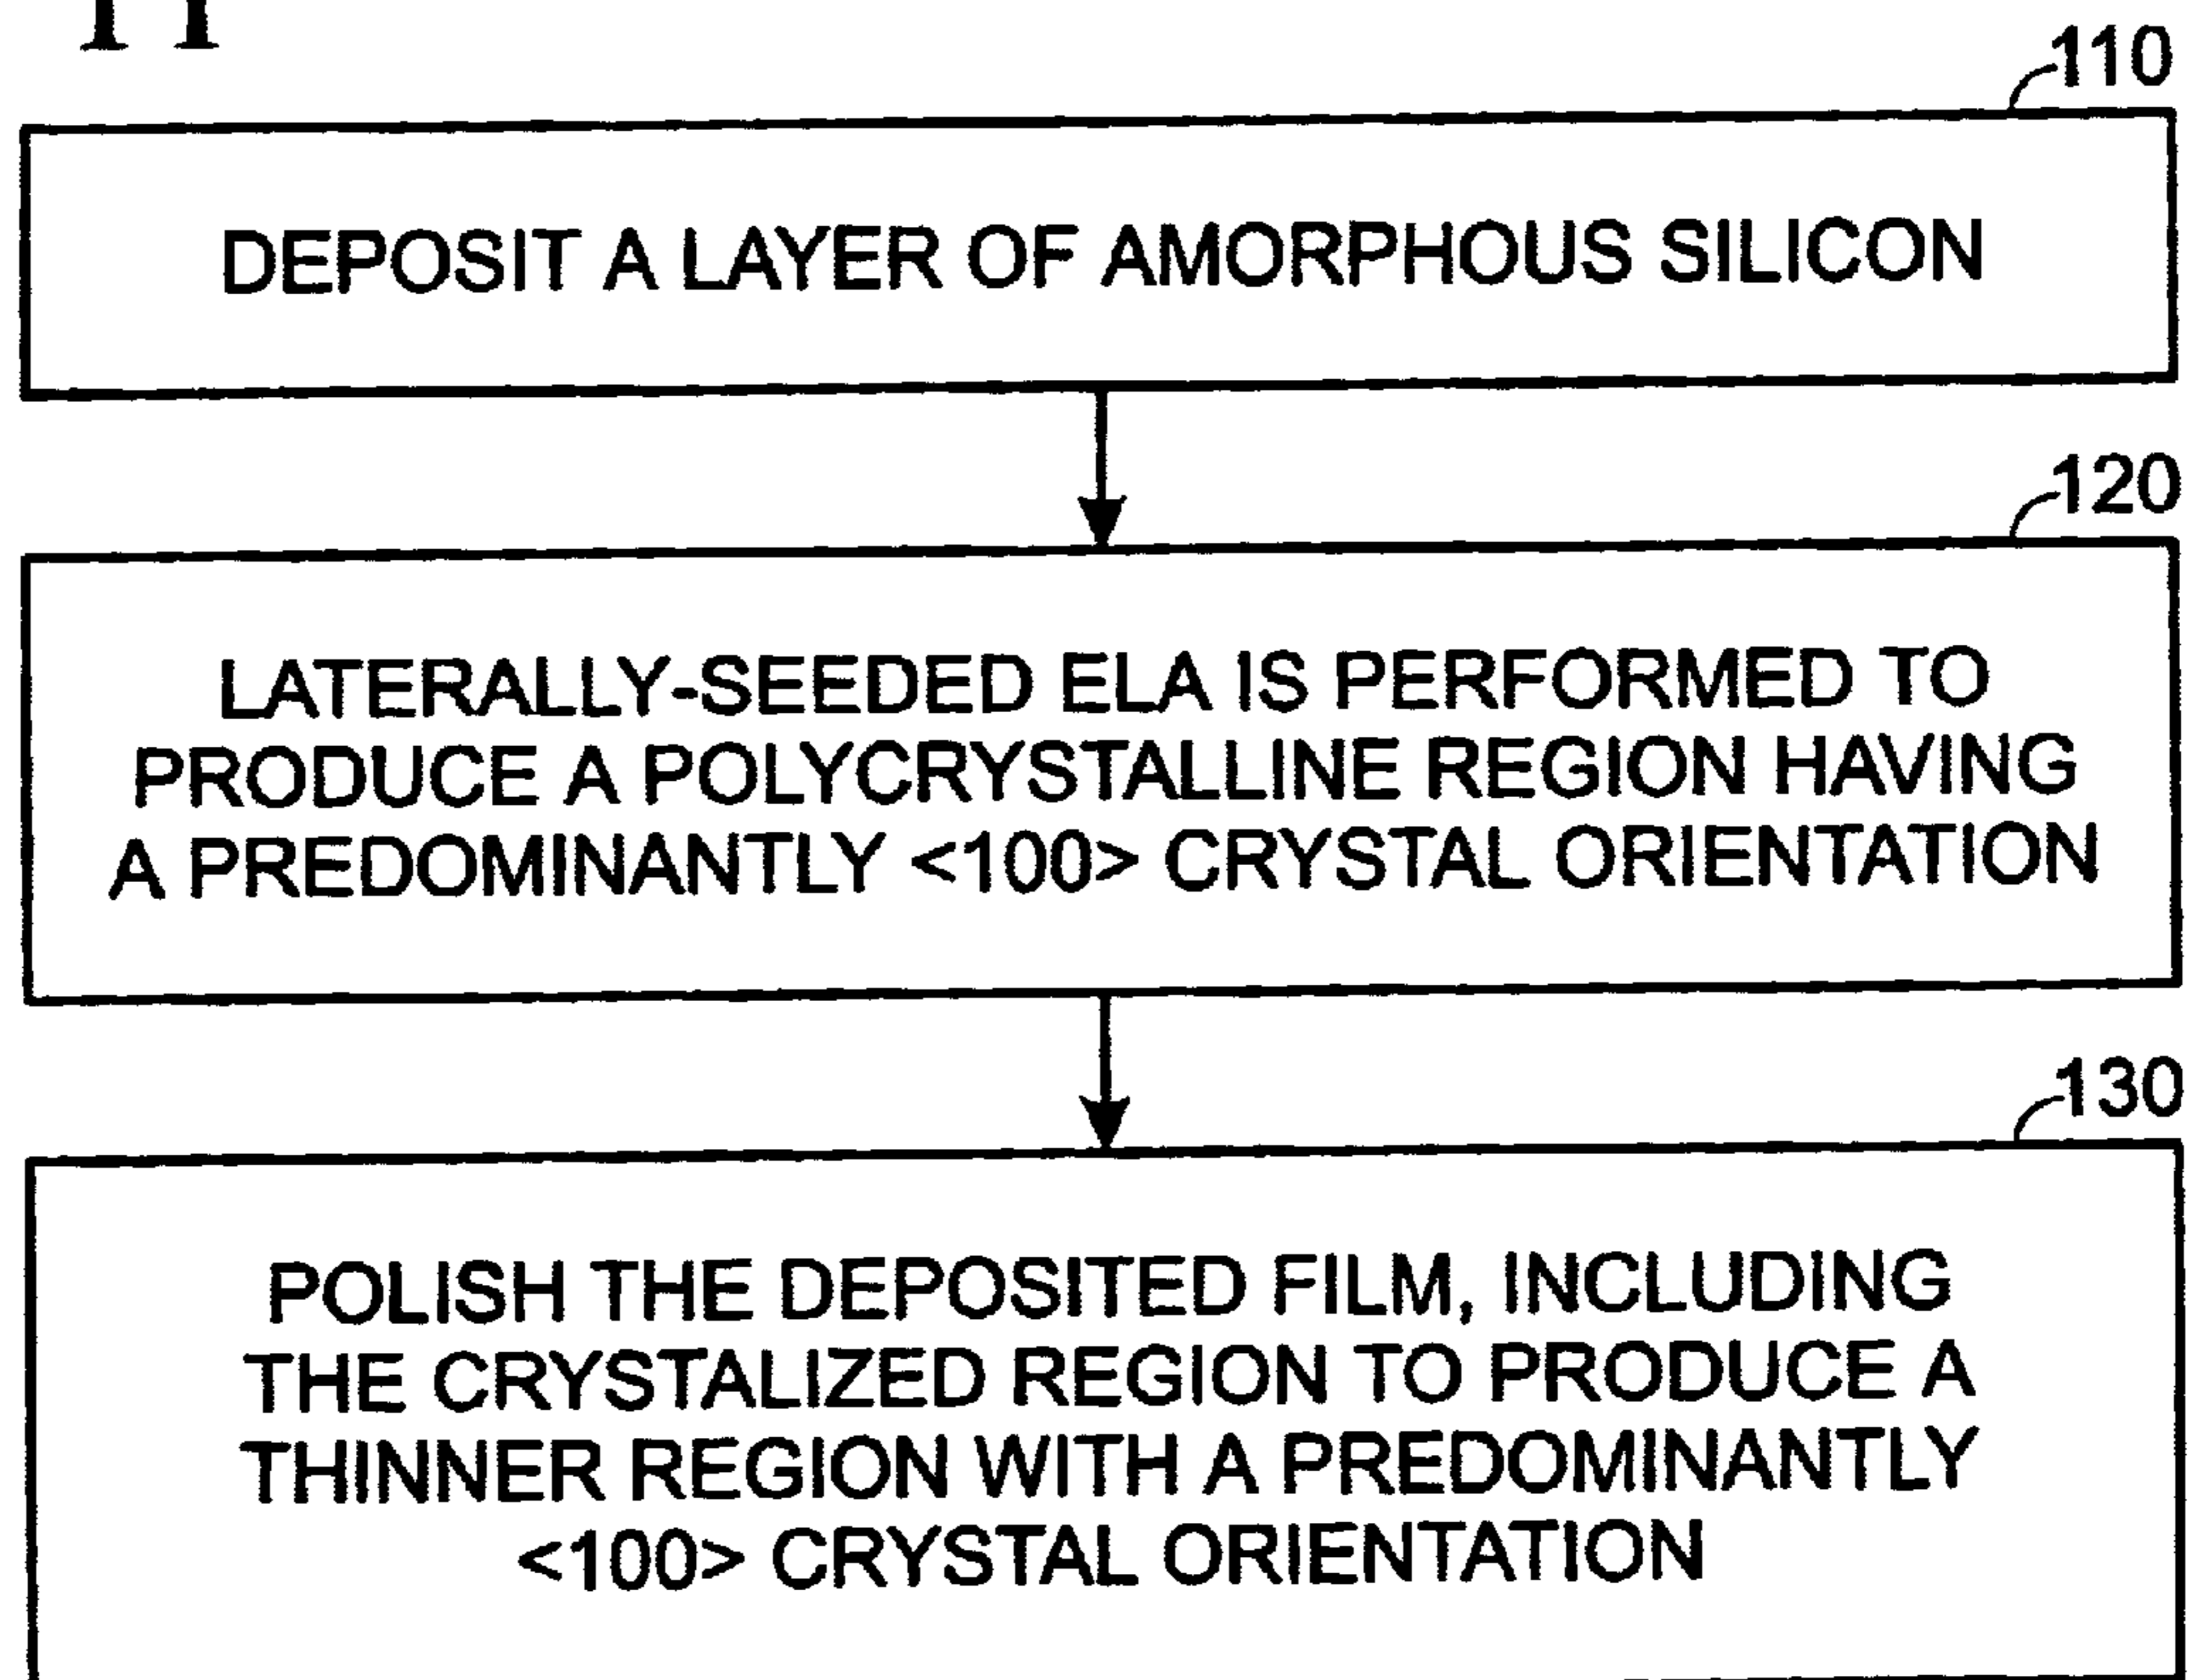 110
DEPOSIT A LAYER OF AMORPHOUS SILICON
120
LATERALLY-SEEDED ELA IS PERFORMED TO
PRODUCE A POLYCRYSTALLINE REGION HAVING
A PREDOMINANTLY <100> CRYSTAL ORIENTATION
130
POLISH THE DEPOSITED FILM, INCLUDING
THE CRYSTALIZED REGION TO PRODUCE A
THINNER REGION WITH A PREDOMINANTLY
<100> CRYSTAL ORIENTATION